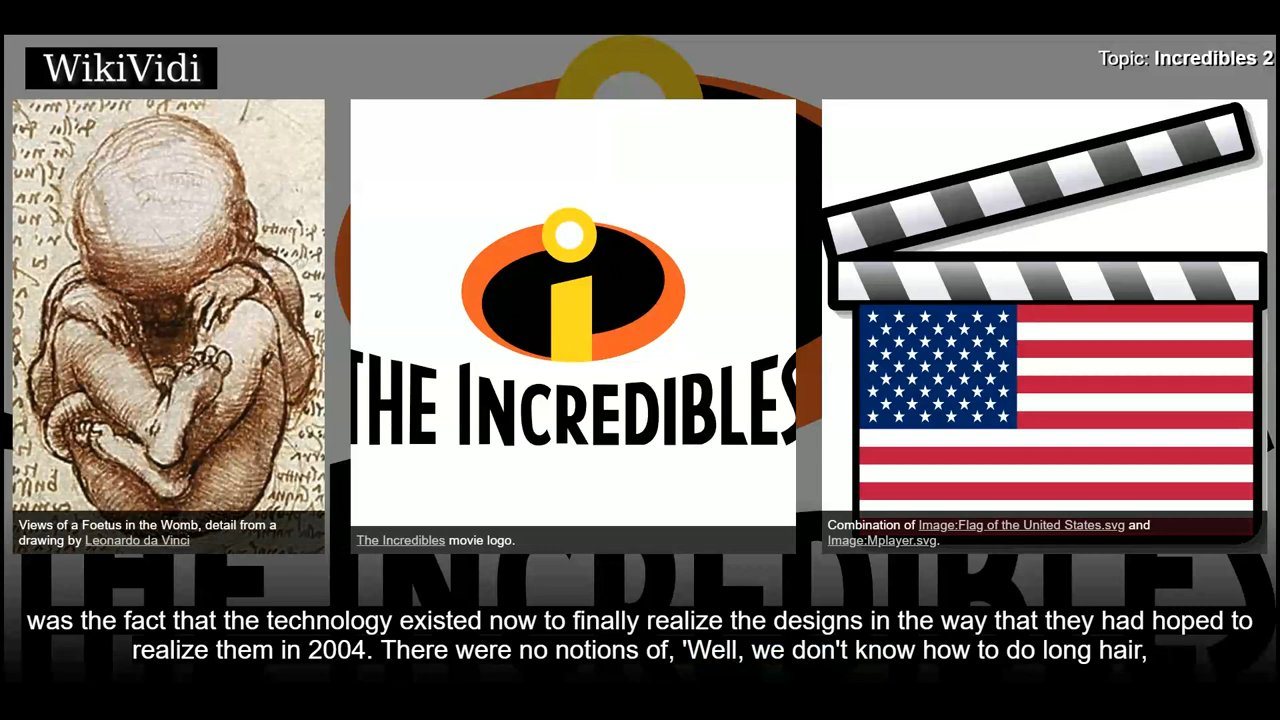 WikiVidi
Topic: Incredibles 2
THE INCREDIBLES
Views of a Foetus in the Womb, detail from a
drawing by Leonardo da Vinci
The Incredibles movie logo.
Combination of Image:Flag of the United States.svg and
Image:Mplayer.svg.
was the fact that the technology existed now to finally realize the designs in the way that they had hoped to
realize them in 2004. There were no notions of, 'Well, we don't know how to do long hair,